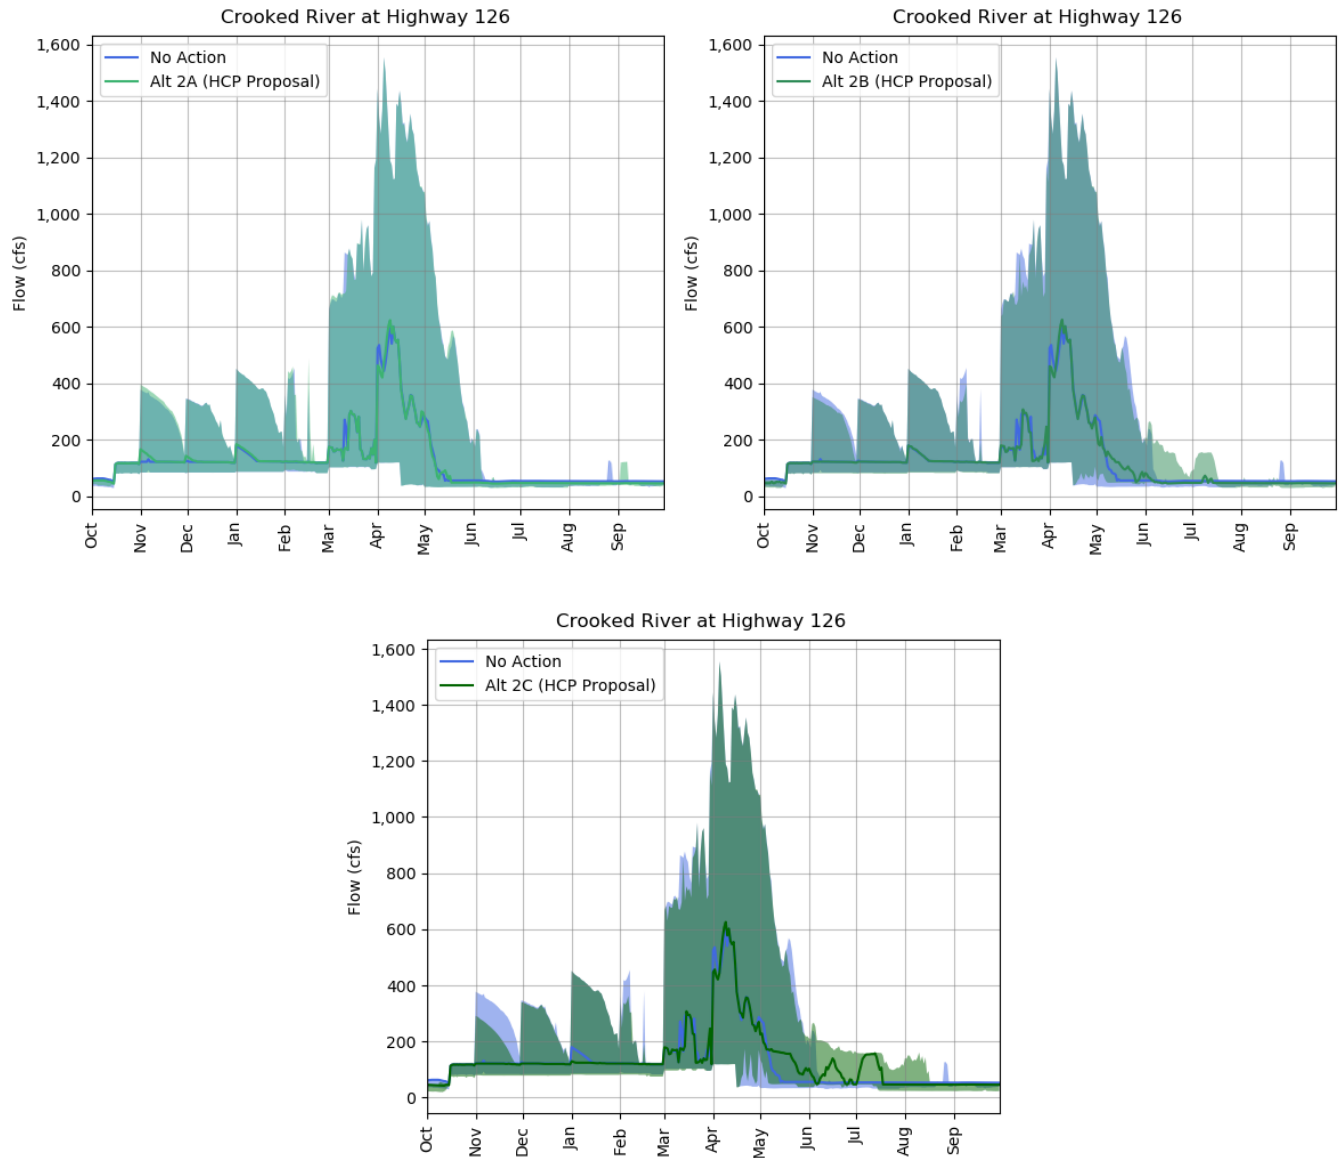 Crooked River at Highway 126
1,600
1,400
1,200
1,000
800
600
400
200
0
Flow (cfs)
No Action
Alt 2A (HCP Proposal)
Oct
Nov
Dec
Jan
Feb
Mar
Apr
May
Jun
Jul
Aug
Sep
Crooked River at Highway 126
1,600
1,400
1,200
1,000
800
600
400
200
0
Flow (cfs)
No Action
Alt 2B (HCP Proposal)
Oct
Nov
Dec
Jan
Feb
Mar
Apr
May
Jun
Jul
Aug
Sep
Crooked River at Highway 126
1,600
1,400
1,200
1,000
800
600
400
200
0
Flow (cfs)
No Action
Alt 2C (HCP Proposal)
Oct
Nov
Dec
Jan
Feb
Mar
Apr
May
Jun
Jul
Aug
Sep